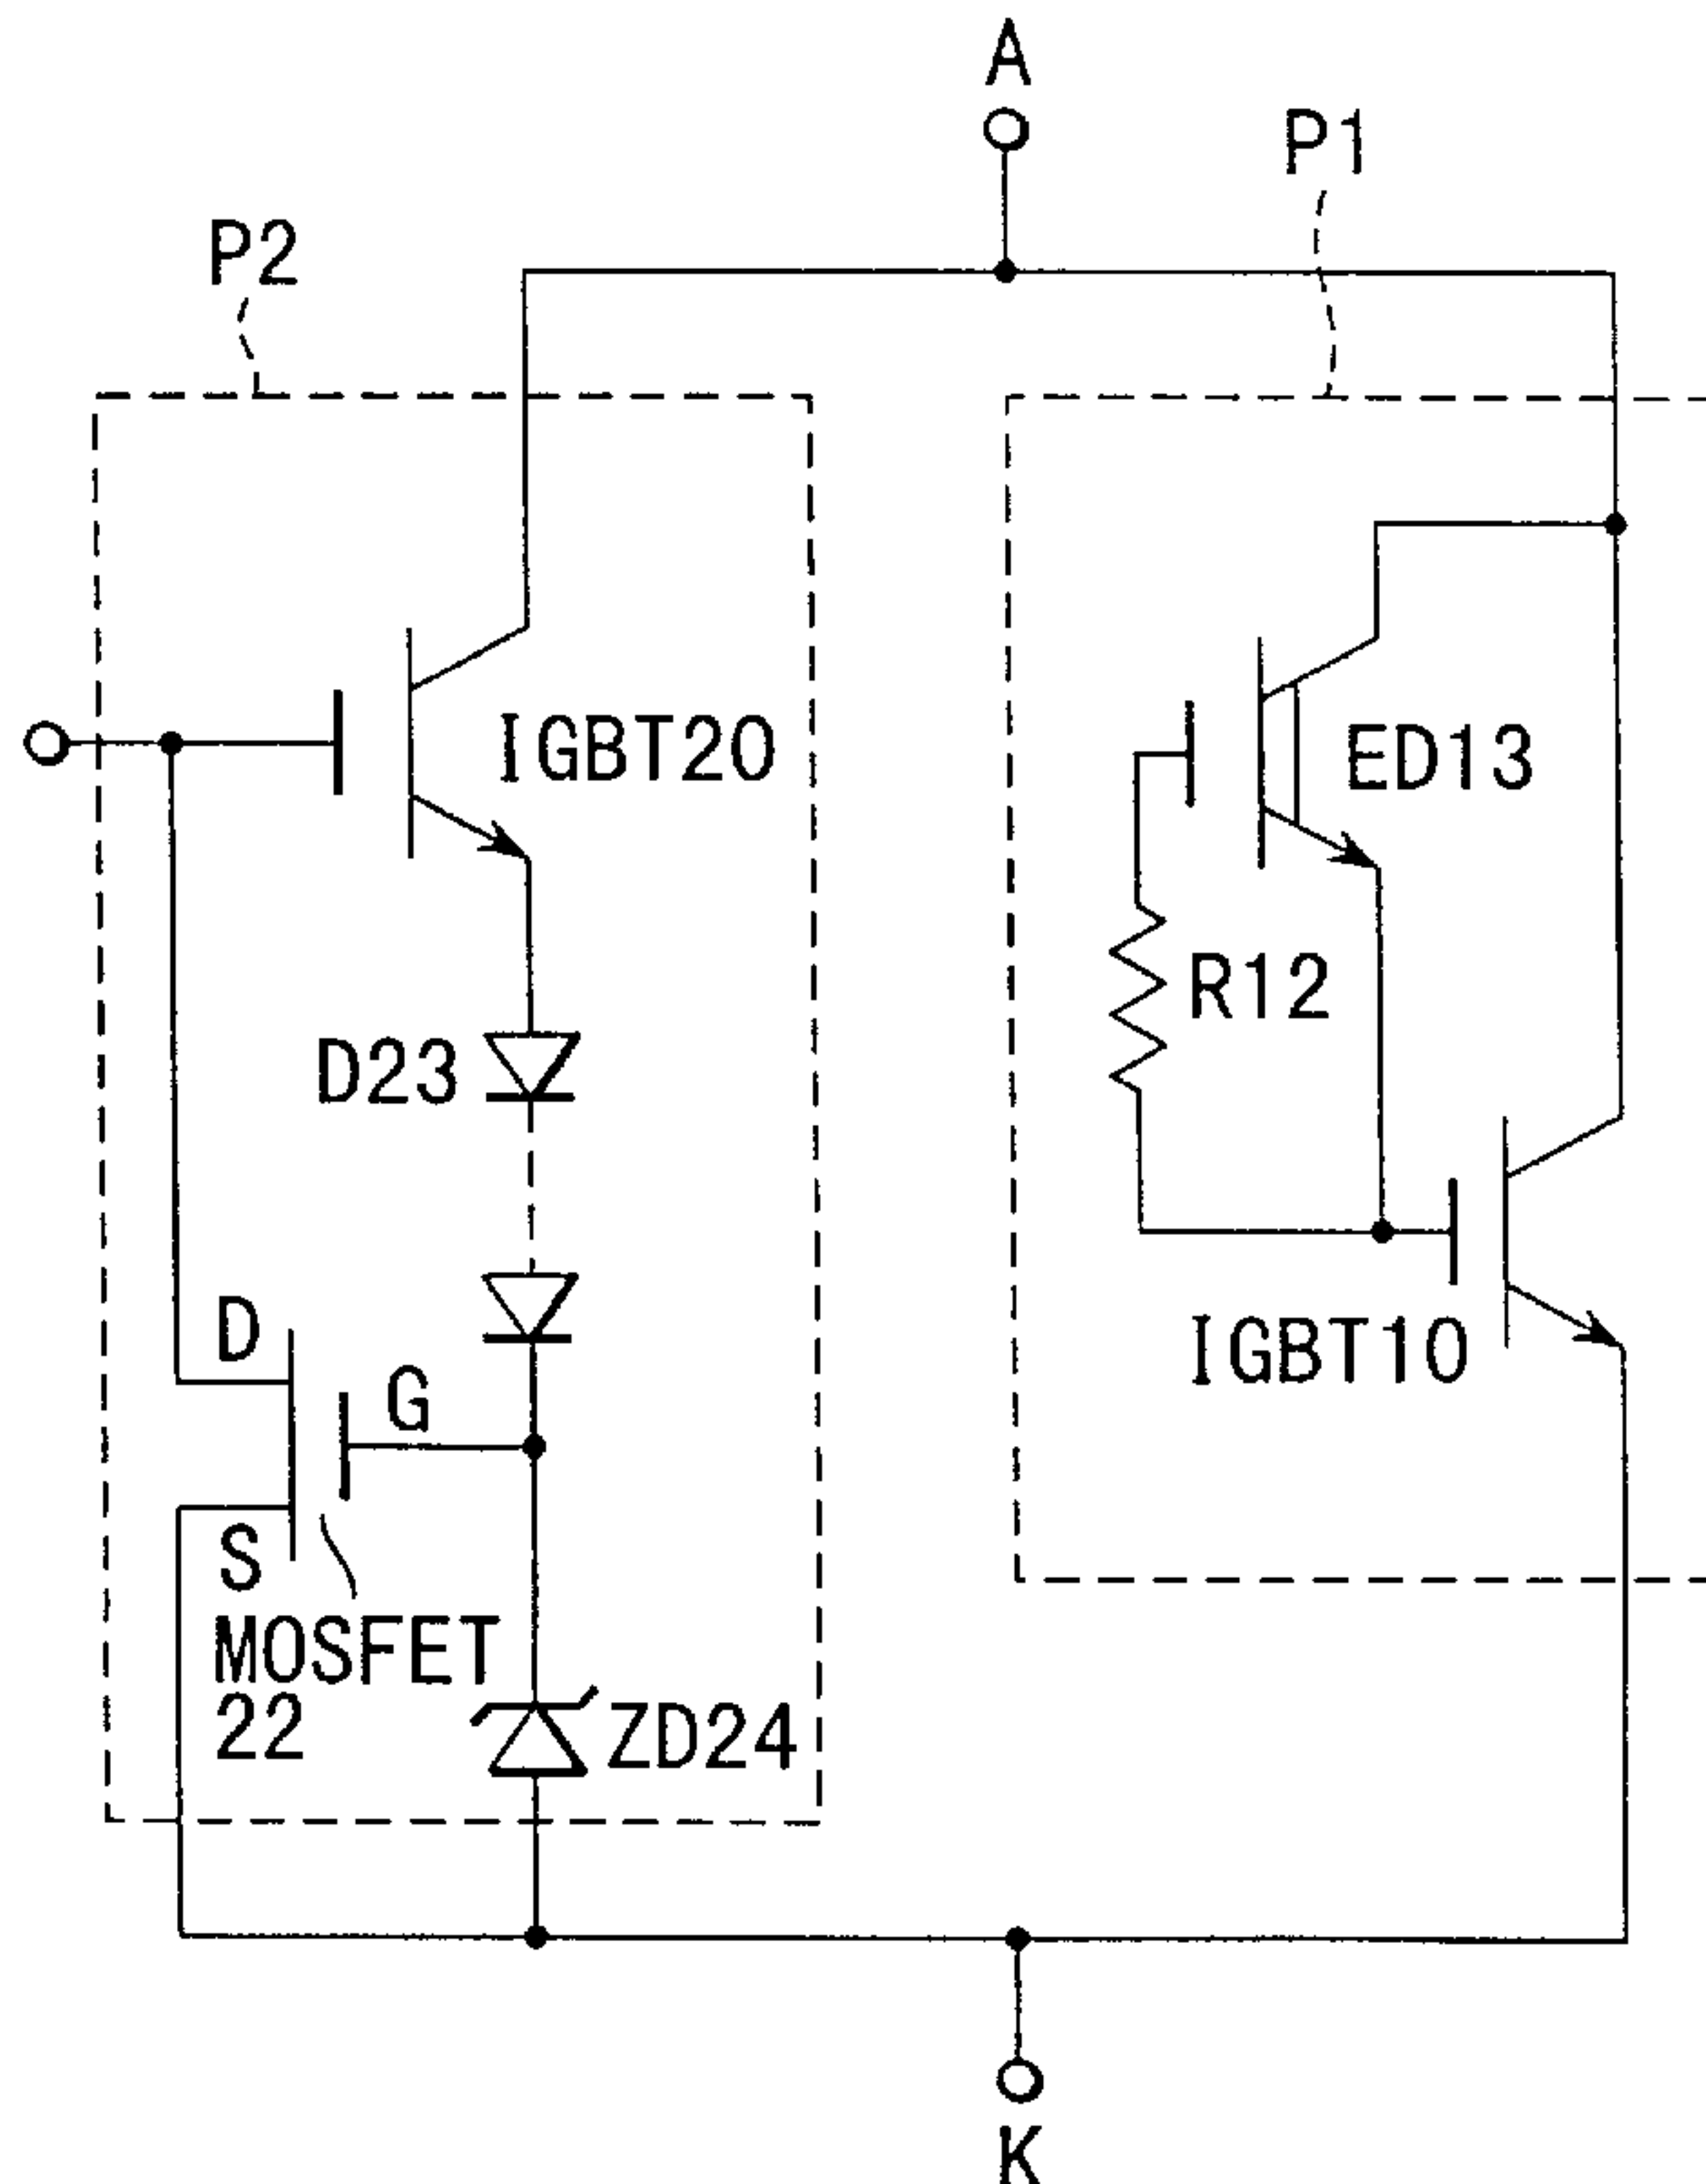 A
P1
P2
IGBT20
ED13
R12
D23
D
G
IGBT10
S
MOSFET
22
ZD24
K